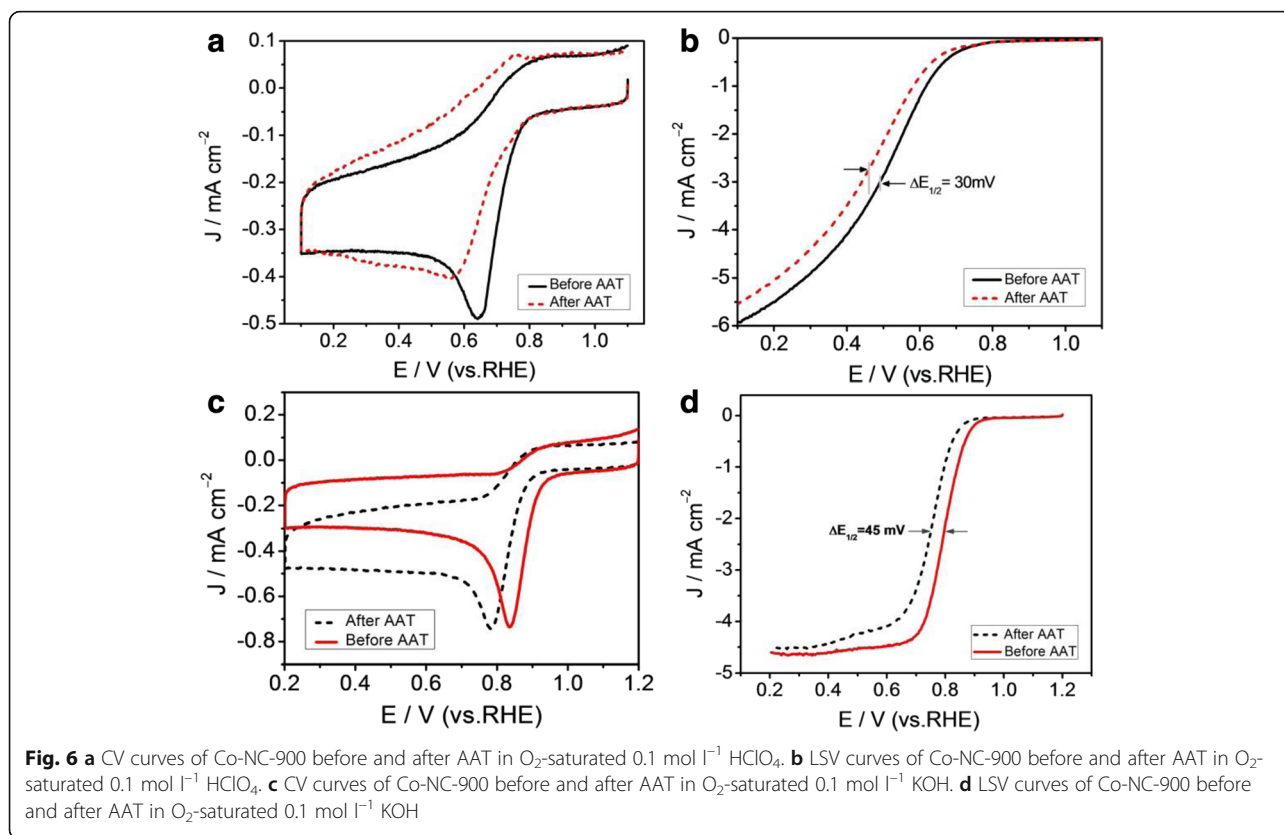 a
0.1
0.0
-0.1
-0.2
-0.3
-0.4
-0.5
J / mA cm⁻²
Before AAT
After AAT
0.2 0.4 0.6 0.8 1.0
E / V (vs.RHE)
b
0
-1
-2
-3
-4
-5
-6
J / mA cm⁻²
ΔE₁/₂ = 30mV
Before AAT
After AAT
0.2 0.4 0.6 0.8 1.0
E / V (vs.RHE)
c
0.2
0.0
-0.2
-0.4
-0.6
-0.8
J / mA cm⁻²
After AAT
Before AAT
0.2 0.4 0.6 0.8 1.0 1.2
E / V (vs.RHE)
d
0
-1
-2
-3
-4
-5
J / mA cm⁻²
ΔE₁/₂=45 mV
After AAT
Before AAT
0.2 0.4 0.6 0.8 1.0 1.2
E / V (vs.RHE)
Fig. 6 a CV curves of Co-NC-900 before and after AAT in O₂-saturated 0.1 mol l⁻¹ HClO₄. b LSV curves of Co-NC-900 before and after AAT in O₂-
saturated 0.1 mol l⁻¹ HClO₄. c CV curves of Co-NC-900 before and after AAT in O₂-saturated 0.1 mol l⁻¹ KOH. d LSV curves of Co-NC-900 before
and after AAT in O₂-saturated 0.1 mol l⁻¹ KOH